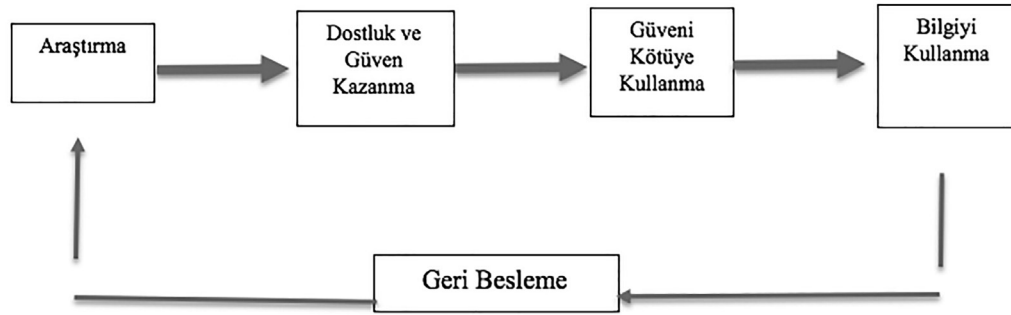 Araştırma
Dostluk ve
Güven
Kazanma
Güveni
Kötüye
Kullanma
Bilgiyi
Kullanma
Geri Besleme